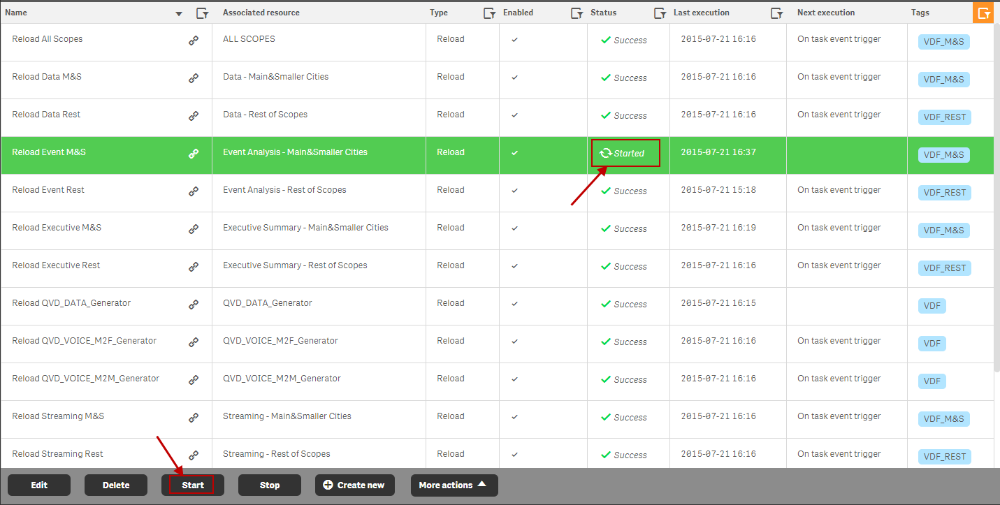 Name Associated resource Type Enabled Status Last execution Next execution Tags
Reload All Scopes ALL SCOPES Reload Success 2015-07-21 16:16 On task event trigger VDF_M&S
Reload Data M&S Data - Main&Smaller Cities Reload Success 2015-07-21 16:16 On task event trigger VDF_M&S
Reload Data Rest Data - Rest of Scopes Reload Success 2015-07-21 16:16 On task event trigger VDF_REST
Reload Event M&S Event Analysis - Main&Smaller Cities Reload Started 2015-07-21 16:37 VDF_M&S
Reload Event Rest Event Analysis - Rest of Scopes Reload Success 2015-07-21 15:18 On task event trigger VDF_REST
Reload Executive M&S Executive Summary - Main&Smaller Cities Reload Success 2015-07-21 16:19 On task event trigger VDF_M&S
Reload Executive Rest Executive Summary - Rest of Scopes Reload Success 2015-07-21 16:16 On task event trigger VDF_REST
Reload QVD_DATA_Generator QVD_DATA_Generator Reload Success 2015-07-21 16:15 VDF
Reload QVD_VOICE_M2F_Generator QVD_VOICE_M2F_Generator Reload Success 2015-07-21 16:16 On task event trigger VDF
Reload QVD_VOICE_M2M_Generator QVD_VOICE_M2M_Generator Reload Success 2015-07-21 16:16 On task event trigger VDF
Reload Streaming M&S Streaming - Main&Smaller Cities Reload Success 2015-07-21 16:16 On task event trigger VDF_M&S
Reload Streaming Rest Streaming - Rest of Scopes Reload Success 2015-07-21 16:16 On task event trigger VDF_REST
Edit Delete Start Stop Create new More actions